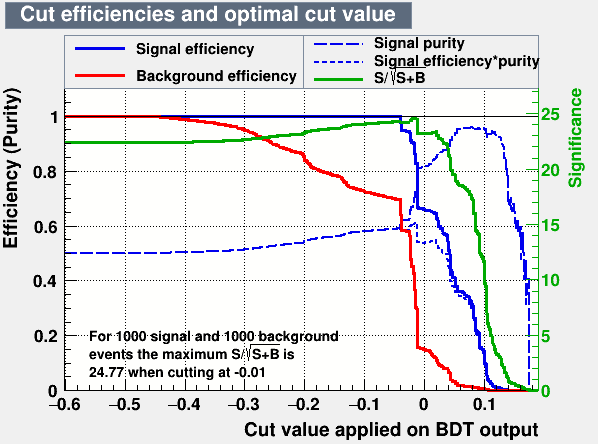 Cut efficiencies and optimal cut value
Signal efficiency
Background efficiency
Signal purity
Signal efficiency*purity
S/√S+B
Efficiency (Purity)
1
0.8
0.6
0.4
0.2
0
25
20
15
10
5
0
Significance
For 1000 signal and 1000 background
events the maximum S/√S+B is
24.77 when cutting at -0.01
−0.6 −0.5 −0.4 −0.3 −0.2 −0.1 0 0.1
Cut value applied on BDT output